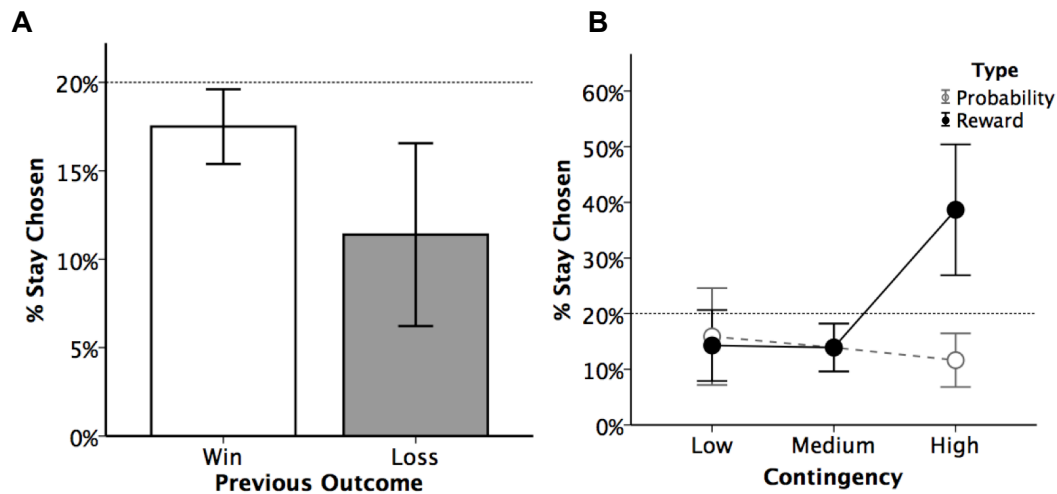 A
% Stay Chosen
20%
15%
10%
5%
0%
Win
Loss
Previous Outcome
B
% Stay Chosen
60%
50%
40%
30%
20%
10%
0%
Type
Probability
Reward
Low
Medium
High
Contingency